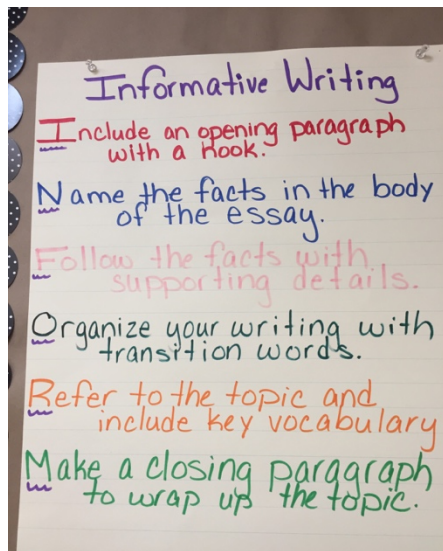 Informative Writing
Include an opening paragraph
with a hook.
Name the facts in the body
of the essay.
Follow the facts with
supporting details.
Organize your writing with
transition words.
Refer to the topic and
include key vocabulary
Make a closing paragraph
to wrap up the topic.